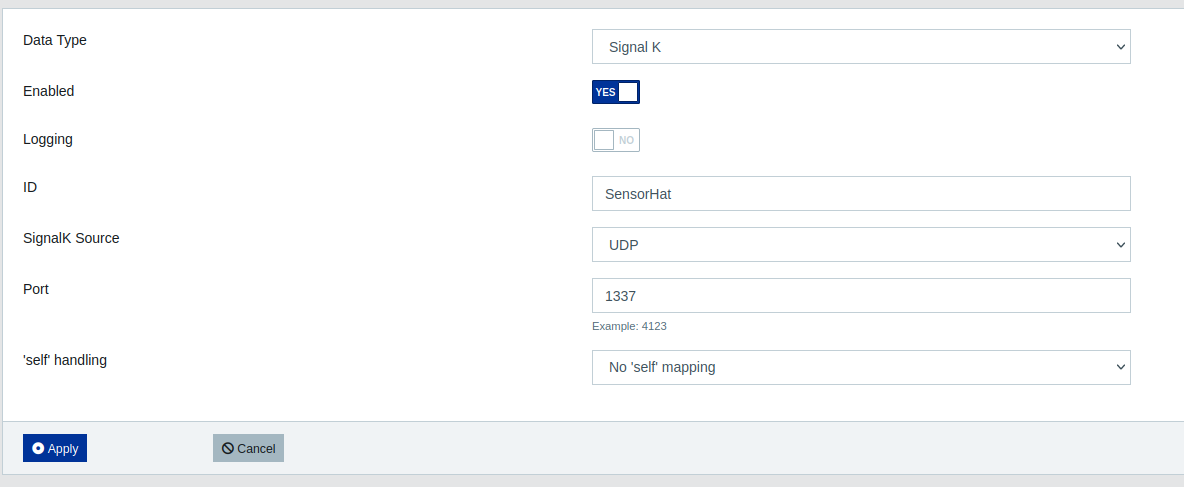 Data Type
Signal K
Enabled
YES
Logging
NO
ID
SensorHat
SignalK Source
UDP
Port
1337
Example: 4123
'self' handling
No 'self' mapping
Apply
Cancel